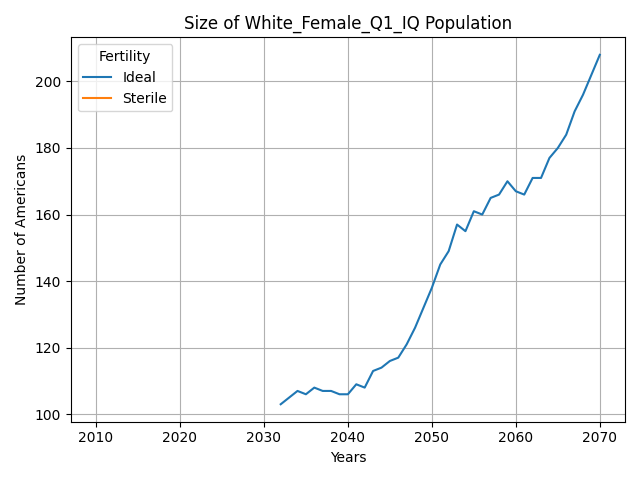 Size of White_Female_Q1_IQ Population
Fertility
Ideal
Sterile
Number of Americans
200
180
160
140
120
100
2010 2020 2030 2040 2050 2060 2070
Years